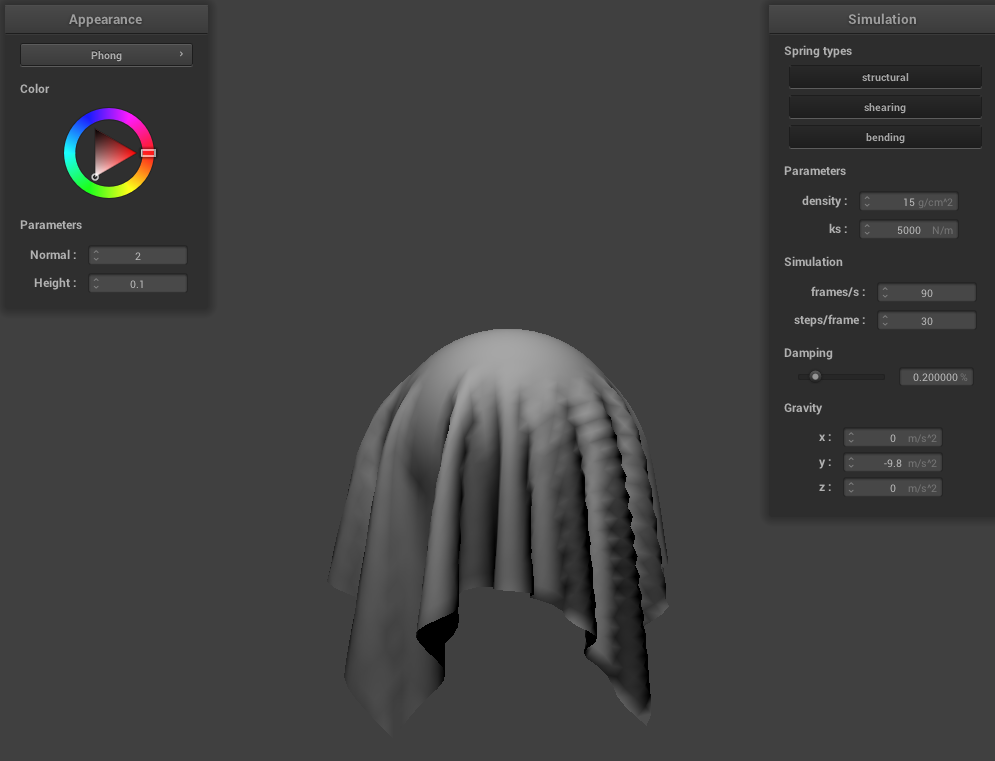 Appearance
Phong
Color
Parameters
Normal : 2
Height : 0.1
Simulation
Spring types
structural
shearing
bending
Parameters
density : 15 g/cm^2
ks : 5000 N/m
Simulation
frames/s : 90
steps/frame : 30
Damping
0.200000 %
Gravity
x : 0 m/s^2
y : -9.8 m/s^2
z : 0 m/s^2